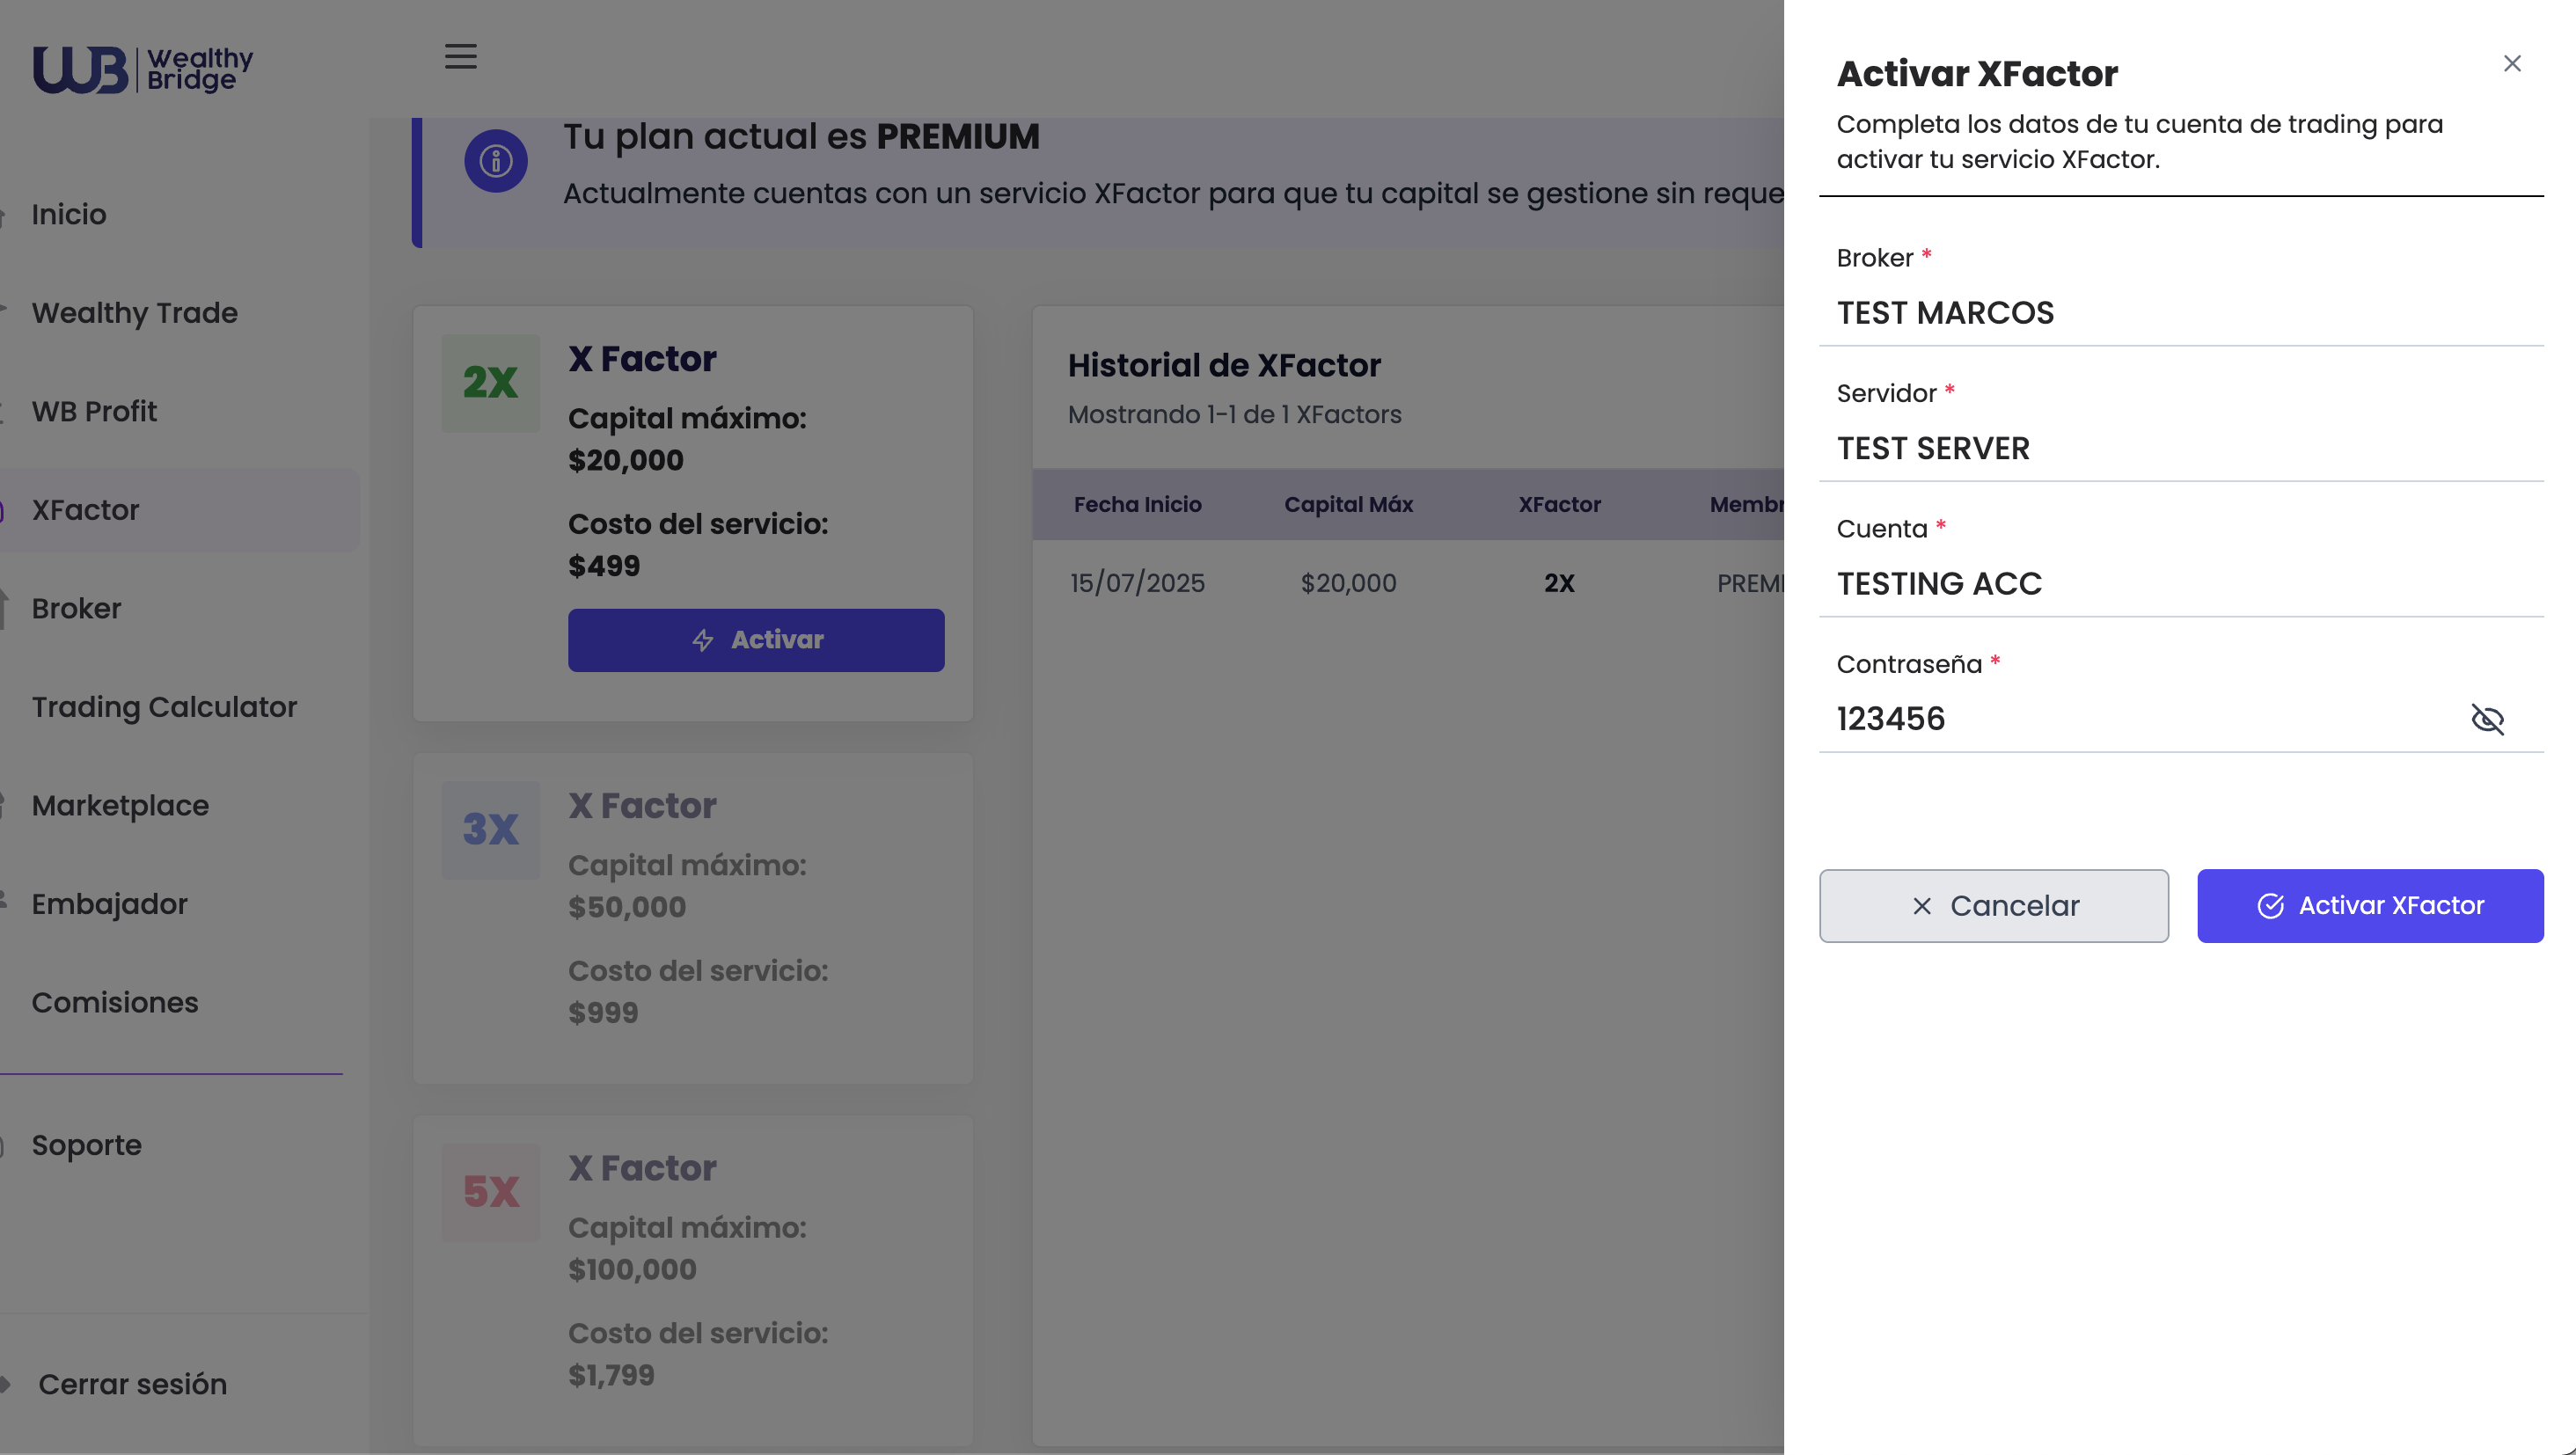 WB Wealthy
Bridge
Inicio
Wealthy Trade
WB Profit
XFactor
Broker
Trading Calculator
Marketplace
Embajador
Comisiones
Soporte
Cerrar sesión
Tu plan actual es PREMIUM
Actualmente cuentas con un servicio XFactor para que tu capital se gestione sin reque
2X
X Factor
Capital máximo:
$20,000
Costo del servicio:
$499
Activar
3X
X Factor
Capital máximo:
$50,000
Costo del servicio:
$999
5X
X Factor
Capital máximo:
$100,000
Costo del servicio:
$1,799
Historial de XFactor
Mostrando 1-1 de 1 XFactors
Fecha Inicio Capital Máx XFactor Membr
15/07/2025 $20,000 2X PREMI
Activar XFactor
Completa los datos de tu cuenta de trading para
activar tu servicio XFactor.
Broker *
TEST MARCOS
Servidor *
TEST SERVER
Cuenta *
TESTING ACC
Contraseña *
123456
Cancelar Activar XFactor